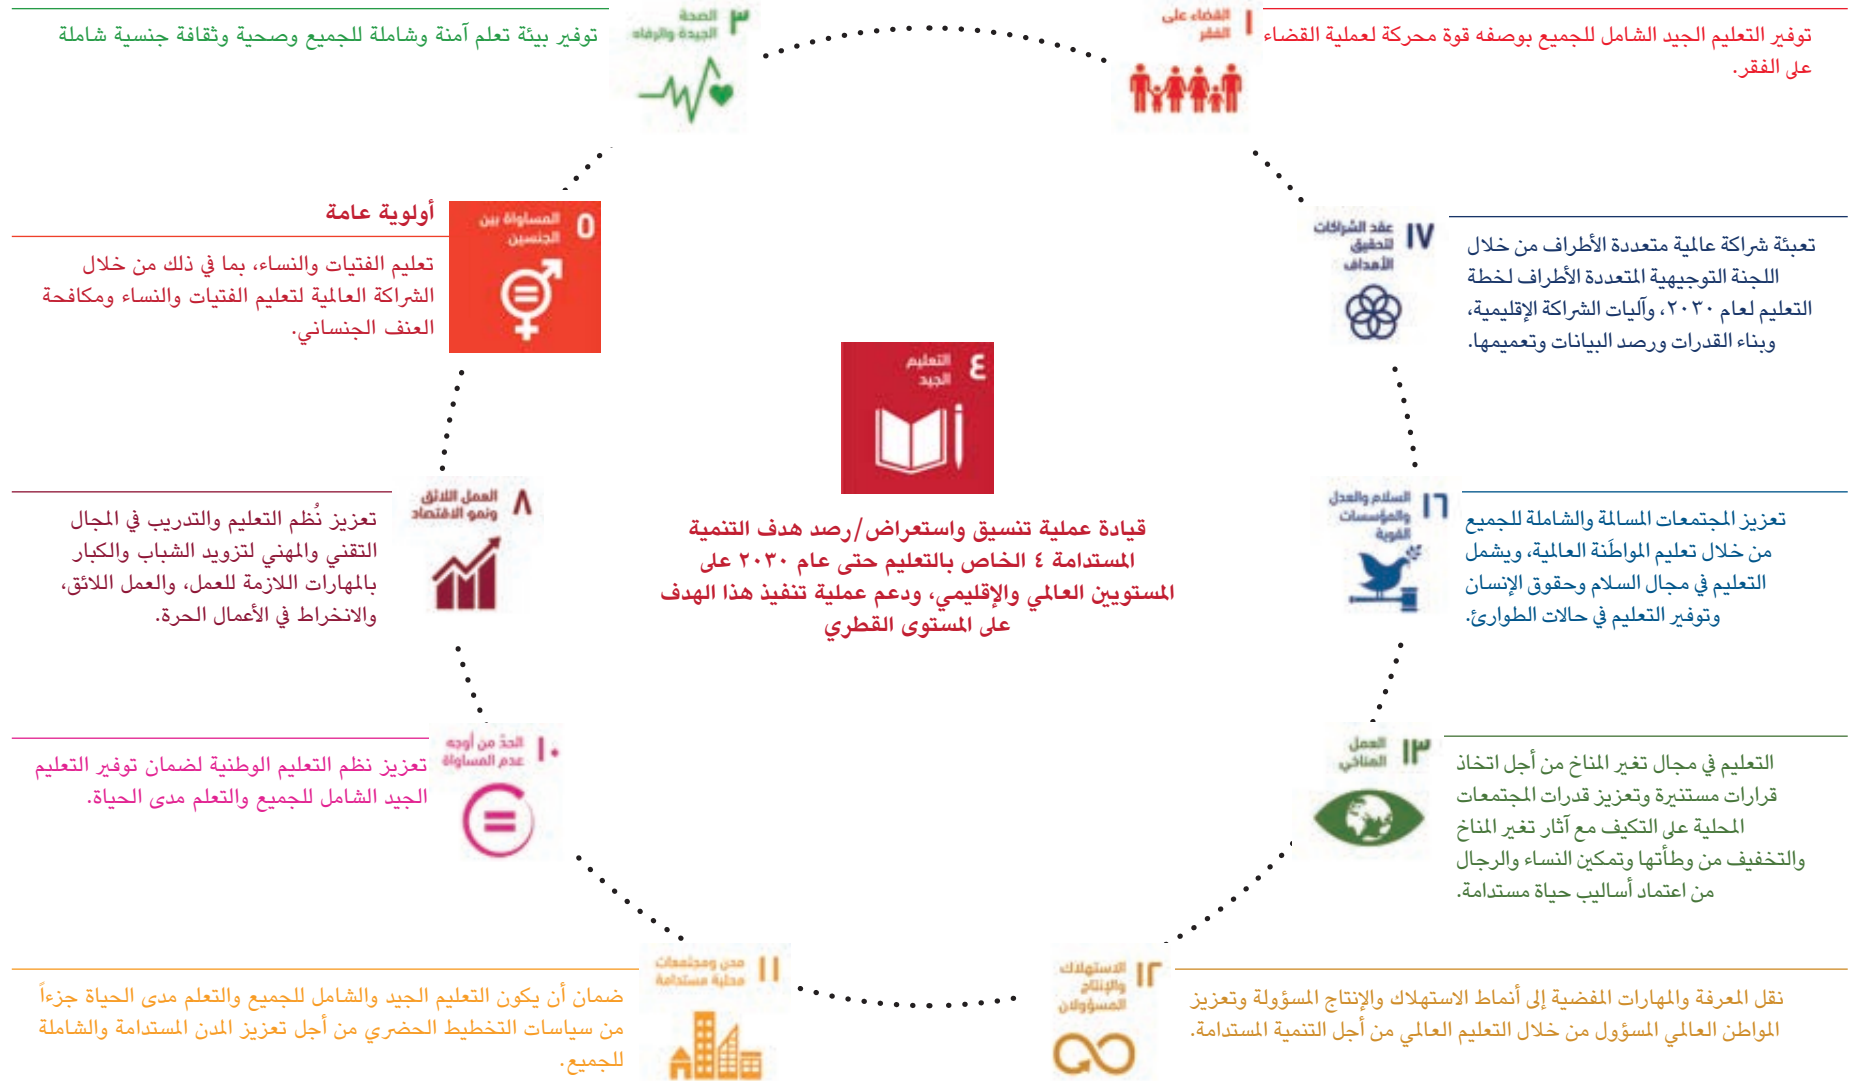 ١
القضاء على
الفقر
توفير التعليم الجيد الشامل للجميع بوصفه قوة محركة لعملية القضاء
على الفقر.
٣
الصحة
الجيدة والرفاه
توفير بيئة تعلم آمنة وشاملة للجميع وصحية وثقافة جنسية شاملة
١٧
عقد الشراكات
لتحقيق
الأهداف
تعبئة شراكة عالمية متعددة الأطراف من خلال
اللجنة التوجيهية المتعددة الأطراف لخطة
التعليم لعام ٢٠٣٠، وآليات الشراكة الإقليمية،
وبناء القدرات ورصد البيانات وتعميمها.
٥
المساواة بين
الجنسين
أولوية عامة
تعليم الفتيات والنساء، بما في ذلك من خلال
الشراكة العالمية لتعليم الفتيات والنساء ومكافحة
العنف الجنساني.
٤
التعليم
الجيد
قيادة عملية تنسيق واستعراض/رصد هدف التنمية
المستدامة ٤ الخاص بالتعليم حتى عام ٢٠٣٠ على
المستويين العالمي والإقليمي، ودعم عملية تنفيذ هذا الهدف
على المستوى القطري
١٦
السلام والعدل
والمؤسسات
القوية
تعزيز المجتمعات المسالمة والشاملة للجميع
من خلال تعليم المواطَنة العالمية، ويشمل
التعليم في مجال السلام وحقوق الإنسان
وتوفير التعليم في حالات الطوارئ.
٨
العمل اللائق
ونمو الاقتصاد
تعزيز نُظم التعليم والتدريب في المجال
التقني والمهني لتزويد الشباب والكبار
بالمهارات اللازمة للعمل، والعمل اللائق،
والانخراط في الأعمال الحرة.
١٣
العمل
المناخي
التعليم في مجال تغير المناخ من أجل اتخاذ
قرارات مستنيرة وتعزيز قدرات المجتمعات
المحلية على التكيف مع آثار تغير المناخ
والتخفيف من وطأتها وتمكين النساء والرجال
من اعتماد أساليب حياة مستدامة.
١٠
الحدّ من أوجه
عدم المساواة
تعزيز نظم التعليم الوطنية لضمان توفير التعليم
الجيد الشامل للجميع والتعلم مدى الحياة.
١٢
الاستهلاك
والإنتاج
المسؤولان
نقل المعرفة والمهارات المفضية إلى أنماط الاستهلاك والإنتاج المسؤولة وتعزيز
المواطن العالمي المسؤول من خلال التعليم العالمي من أجل التنمية المستدامة.
١١
مدن ومجتمعات
محلية مستدامة
ضمان أن يكون التعليم الجيد والشامل للجميع والتعلم مدى الحياة جزءاً
من سياسات التخطيط الحضري من أجل تعزيز المدن المستدامة والشاملة
للجميع.